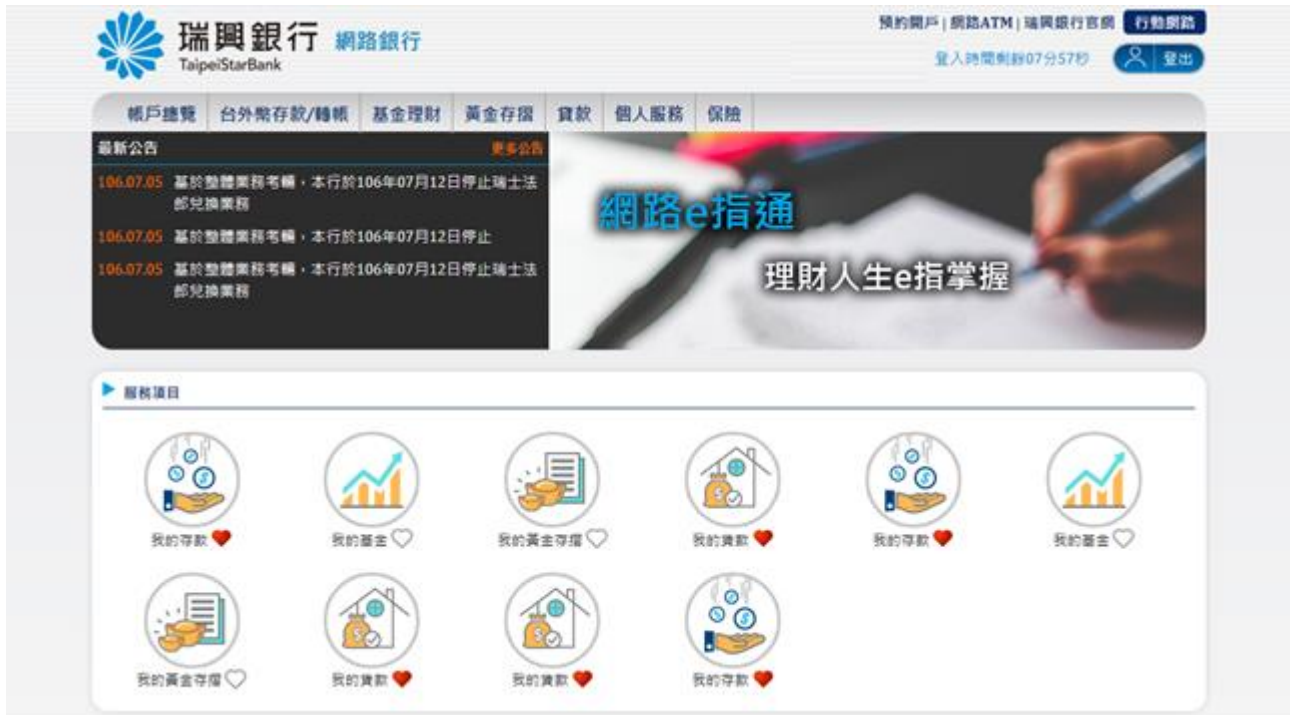 瑞興銀行 網路銀行
TaipeiStarBank
預約開戶 | 網路ATM | 瑞興銀行官網 行動網路
登入時間剩餘07分57秒 登出
帳戶總覽 台外幣存款/轉帳 基金理財 黃金存摺 貸款 個人服務 保險
最新公告 更多公告
106.07.05 基於整體業務考輛，本行於106年07月12日停止瑞士法
郎兌換業務
106.07.05 基於整體業務考輛，本行於106年07月12日停止
106.07.05 基於整體業務考輛，本行於106年07月12日停止瑞士法
郎兌換業務
網路e指通
理財人生e指掌握
服務項目
我的存款 我的基金 我的黃金存摺 我的貸款 我的存款 我的基金
我的黃金存摺 我的貸款 我的貸款 我的存款